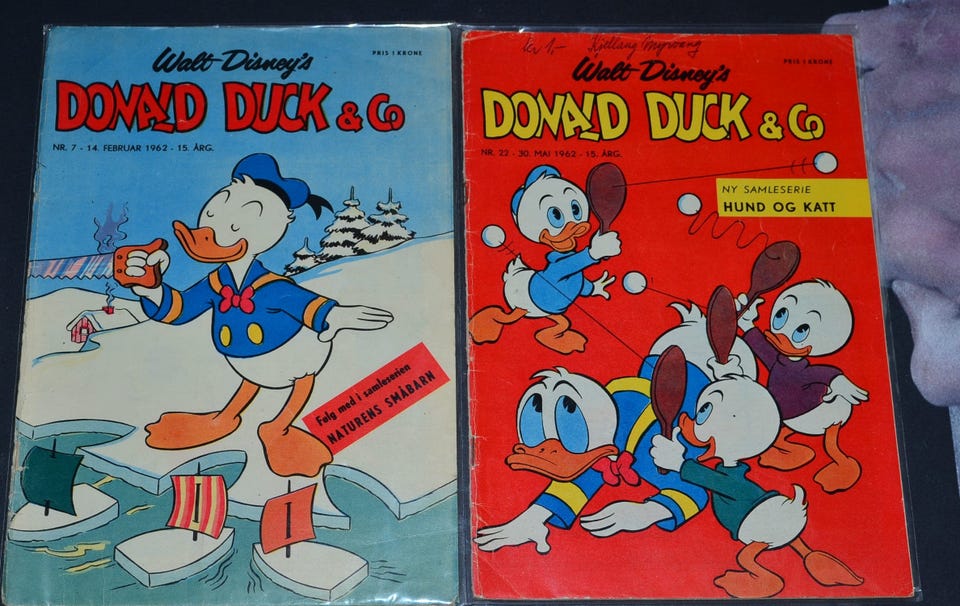 Walt Disney's
PRIS 1 KRONE
DONALD DUCK & Co
NR. 7 - 14. FEBRUAR 1962 - 15. ÅRG.
Følg med i samleserien
NATURENS SMÅBARN
Kr 1,-
Walt Disney's
PRIS 1 KRONE
DONALD DUCK & Co
NR. 22 - 30. MAI 1962 - 15. ÅRG.
NY SAMLESERIE
HUND OG KATT